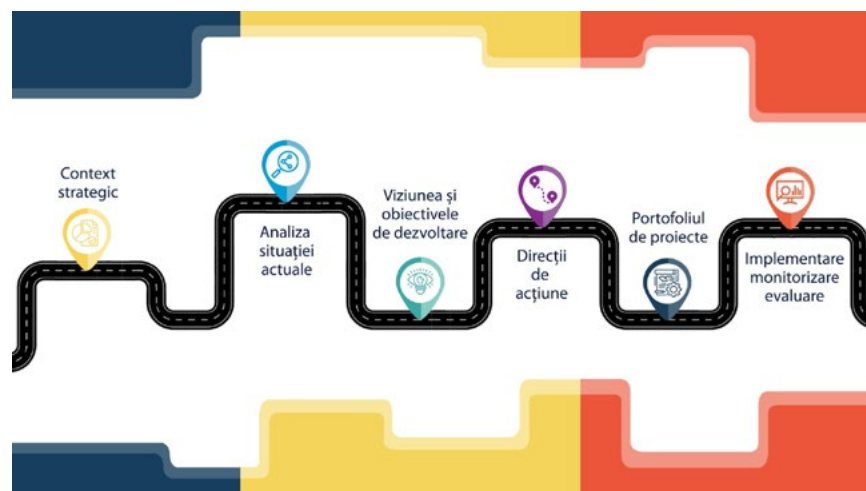 Context
strategic
Analiza
situației
actuale
Viziunea și
obiectivele
de dezvoltare
Direcții
de
acțiune
Portofoliul
de proiecte
Implementare
monitorizare
evaluare